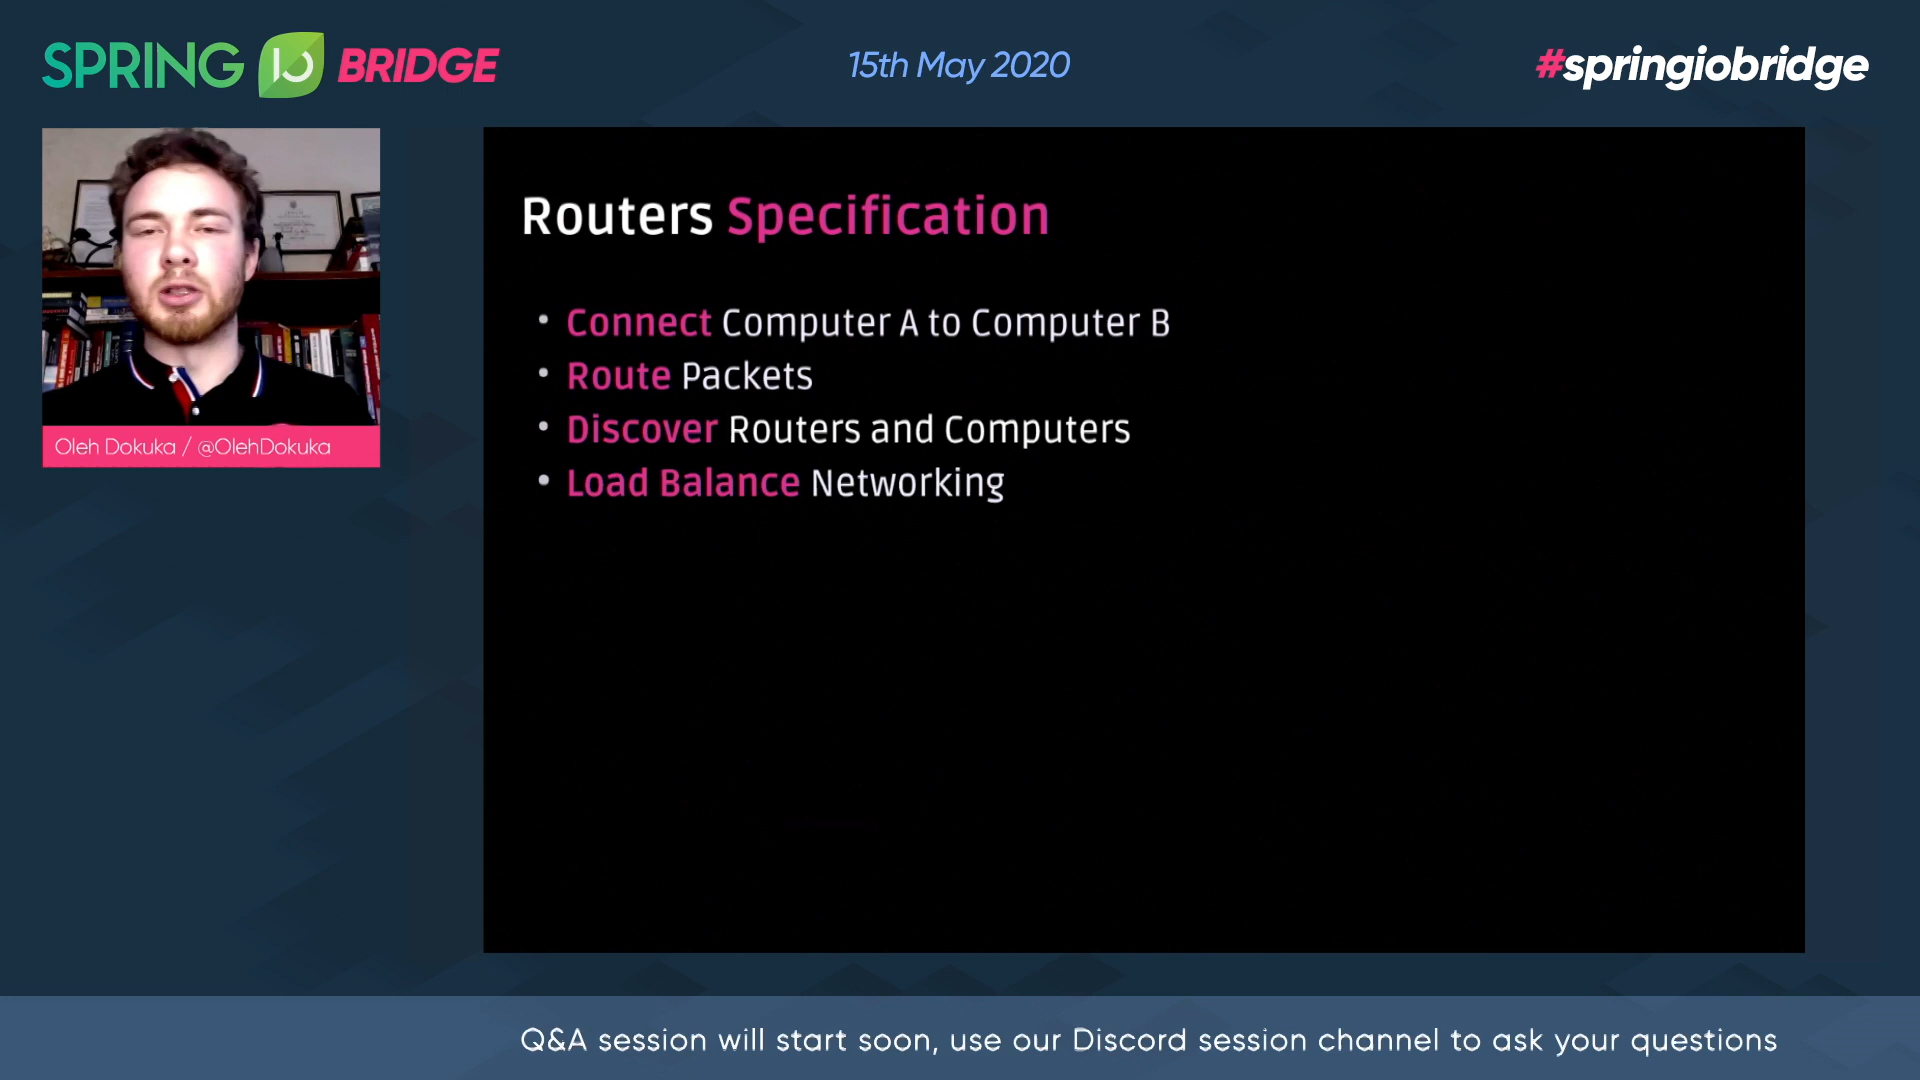 SPRING IO BRIDGE
15th May 2020
#springiobridge
Oleh Dokuka / @OlehDokuka
Routers Specification
• Connect Computer A to Computer B
• Route Packets
• Discover Routers and Computers
• Load Balance Networking
Q&A session will start soon, use our Discord session channel to ask your questions